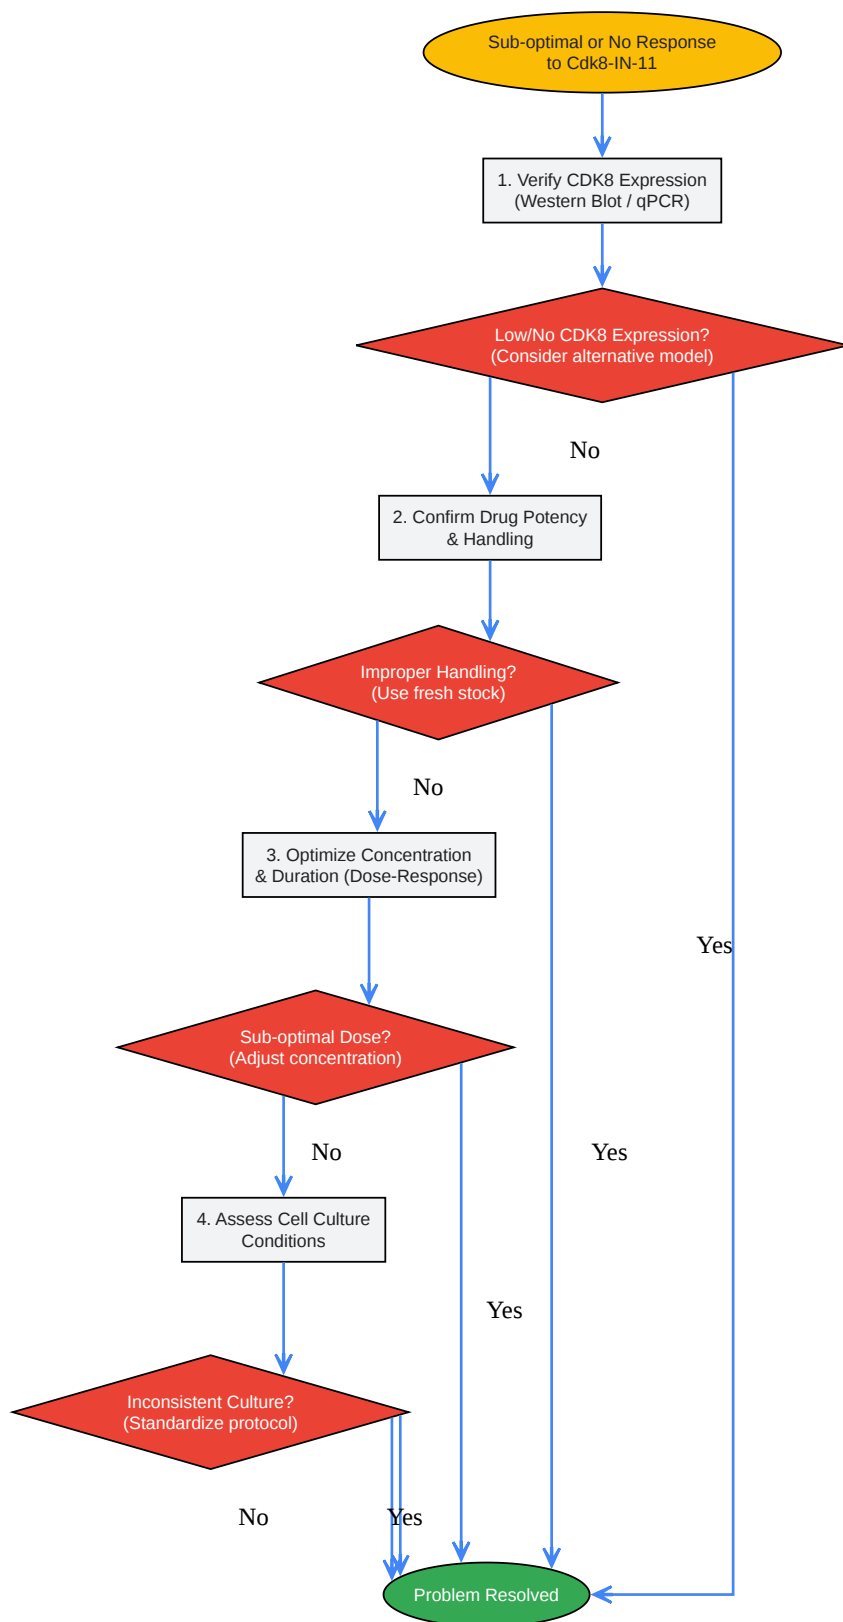 Sub-optimal or No Response
to Cdk8-IN-11
1. Verify CDK8 Expression
(Western Blot / qPCR)
Low/No CDK8 Expression?
(Consider alternative model)
No
2. Confirm Drug Potency
& Handling
Improper Handling?
(Use fresh stock)
No
3. Optimize Concentration
& Duration (Dose-Response)
Yes
Sub-optimal Dose?
(Adjust concentration)
No
Yes
4. Assess Cell Culture
Conditions
Yes
Inconsistent Culture?
(Standardize protocol)
No
Yes
Problem Resolved